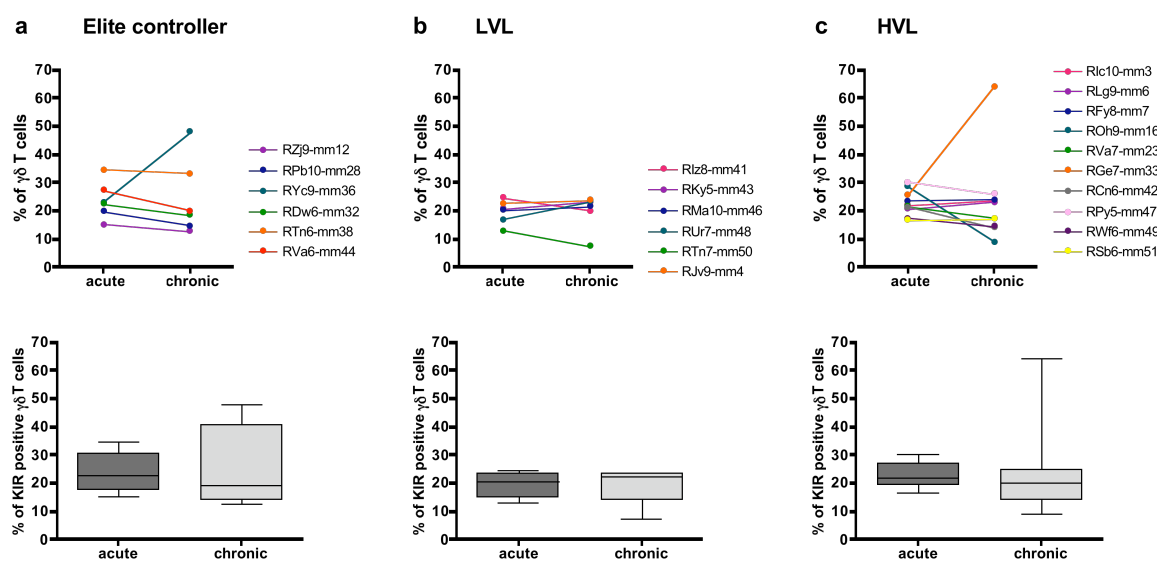 a Elite controller
b LVL
c HVL
% of γδ T cells
70
60
50
40
30
20
10
0
acute chronic
RZj9-mm12
RPb10-mm28
RYc9-mm36
RDw6-mm32
RTn6-mm38
RVa6-mm44
% of γδ T cells
70
60
50
40
30
20
10
0
acute chronic
RIz8-mm41
RKy5-mm43
RMa10-mm46
RUr7-mm48
RTn7-mm50
RJv9-mm4
% of γδ T cells
70
60
50
40
30
20
10
0
acute chronic
RIc10-mm3
RLg9-mm6
RFy8-mm7
ROh9-mm16
RVa7-mm23
RGe7-mm33
RCn6-mm42
RPy5-mm47
RWf6-mm49
RSb6-mm51
% of KIR positive γδ T cells
70
60
50
40
30
20
10
0
acute chronic
% of KIR positive γδ T cells
70
60
50
40
30
20
10
0
acute chronic
% of KIR positive γδ T cells
70
60
50
40
30
20
10
0
acute chronic